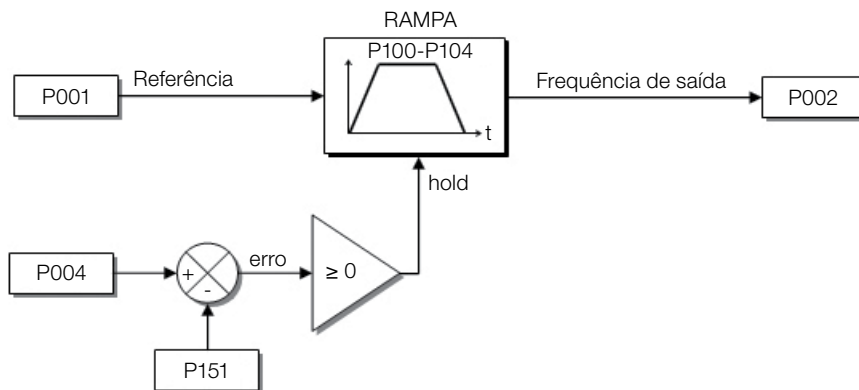 RAMPA
P100-P104
t
P001
Referência
Frequência de saída
P002
hold
P004
+
-
erro
≥ 0
P151